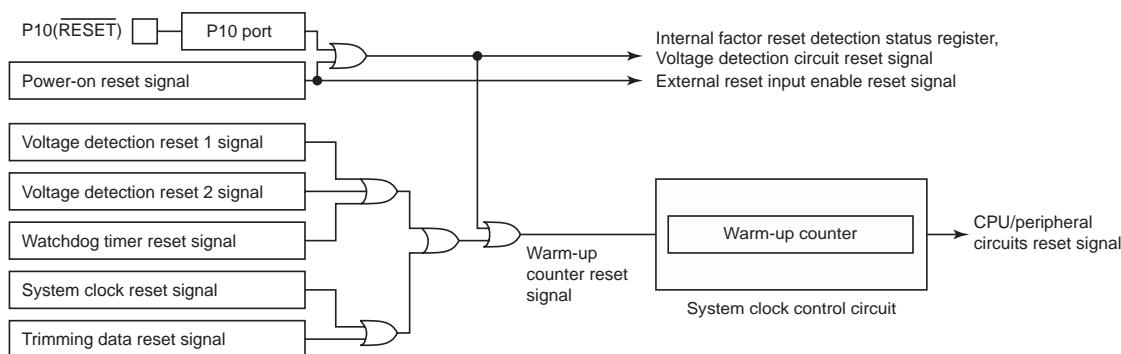 P10(RESET)
P10 port
Internal factor reset detection status register,
Voltage detection circuit reset signal
Power-on reset signal
External reset input enable reset signal
Voltage detection reset 1 signal
Voltage detection reset 2 signal
Watchdog timer reset signal
System clock reset signal
Trimming data reset signal
Warm-up
counter reset
signal
Warm-up counter
System clock control circuit
CPU/peripheral
circuits reset signal